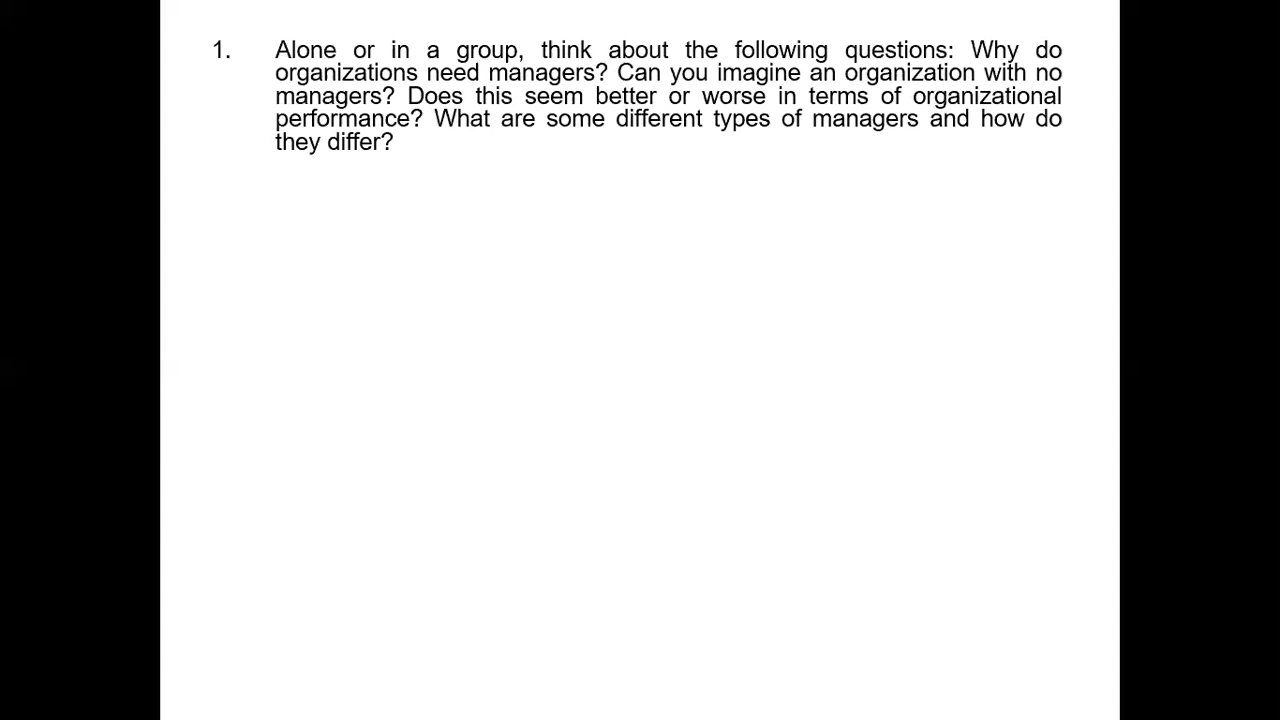 1. Alone or in a group, think about the following questions: Why do
organizations need managers? Can you imagine an organization with no
managers? Does this seem better or worse in terms of organizational
performance? What are some different types of managers and how do
they differ?